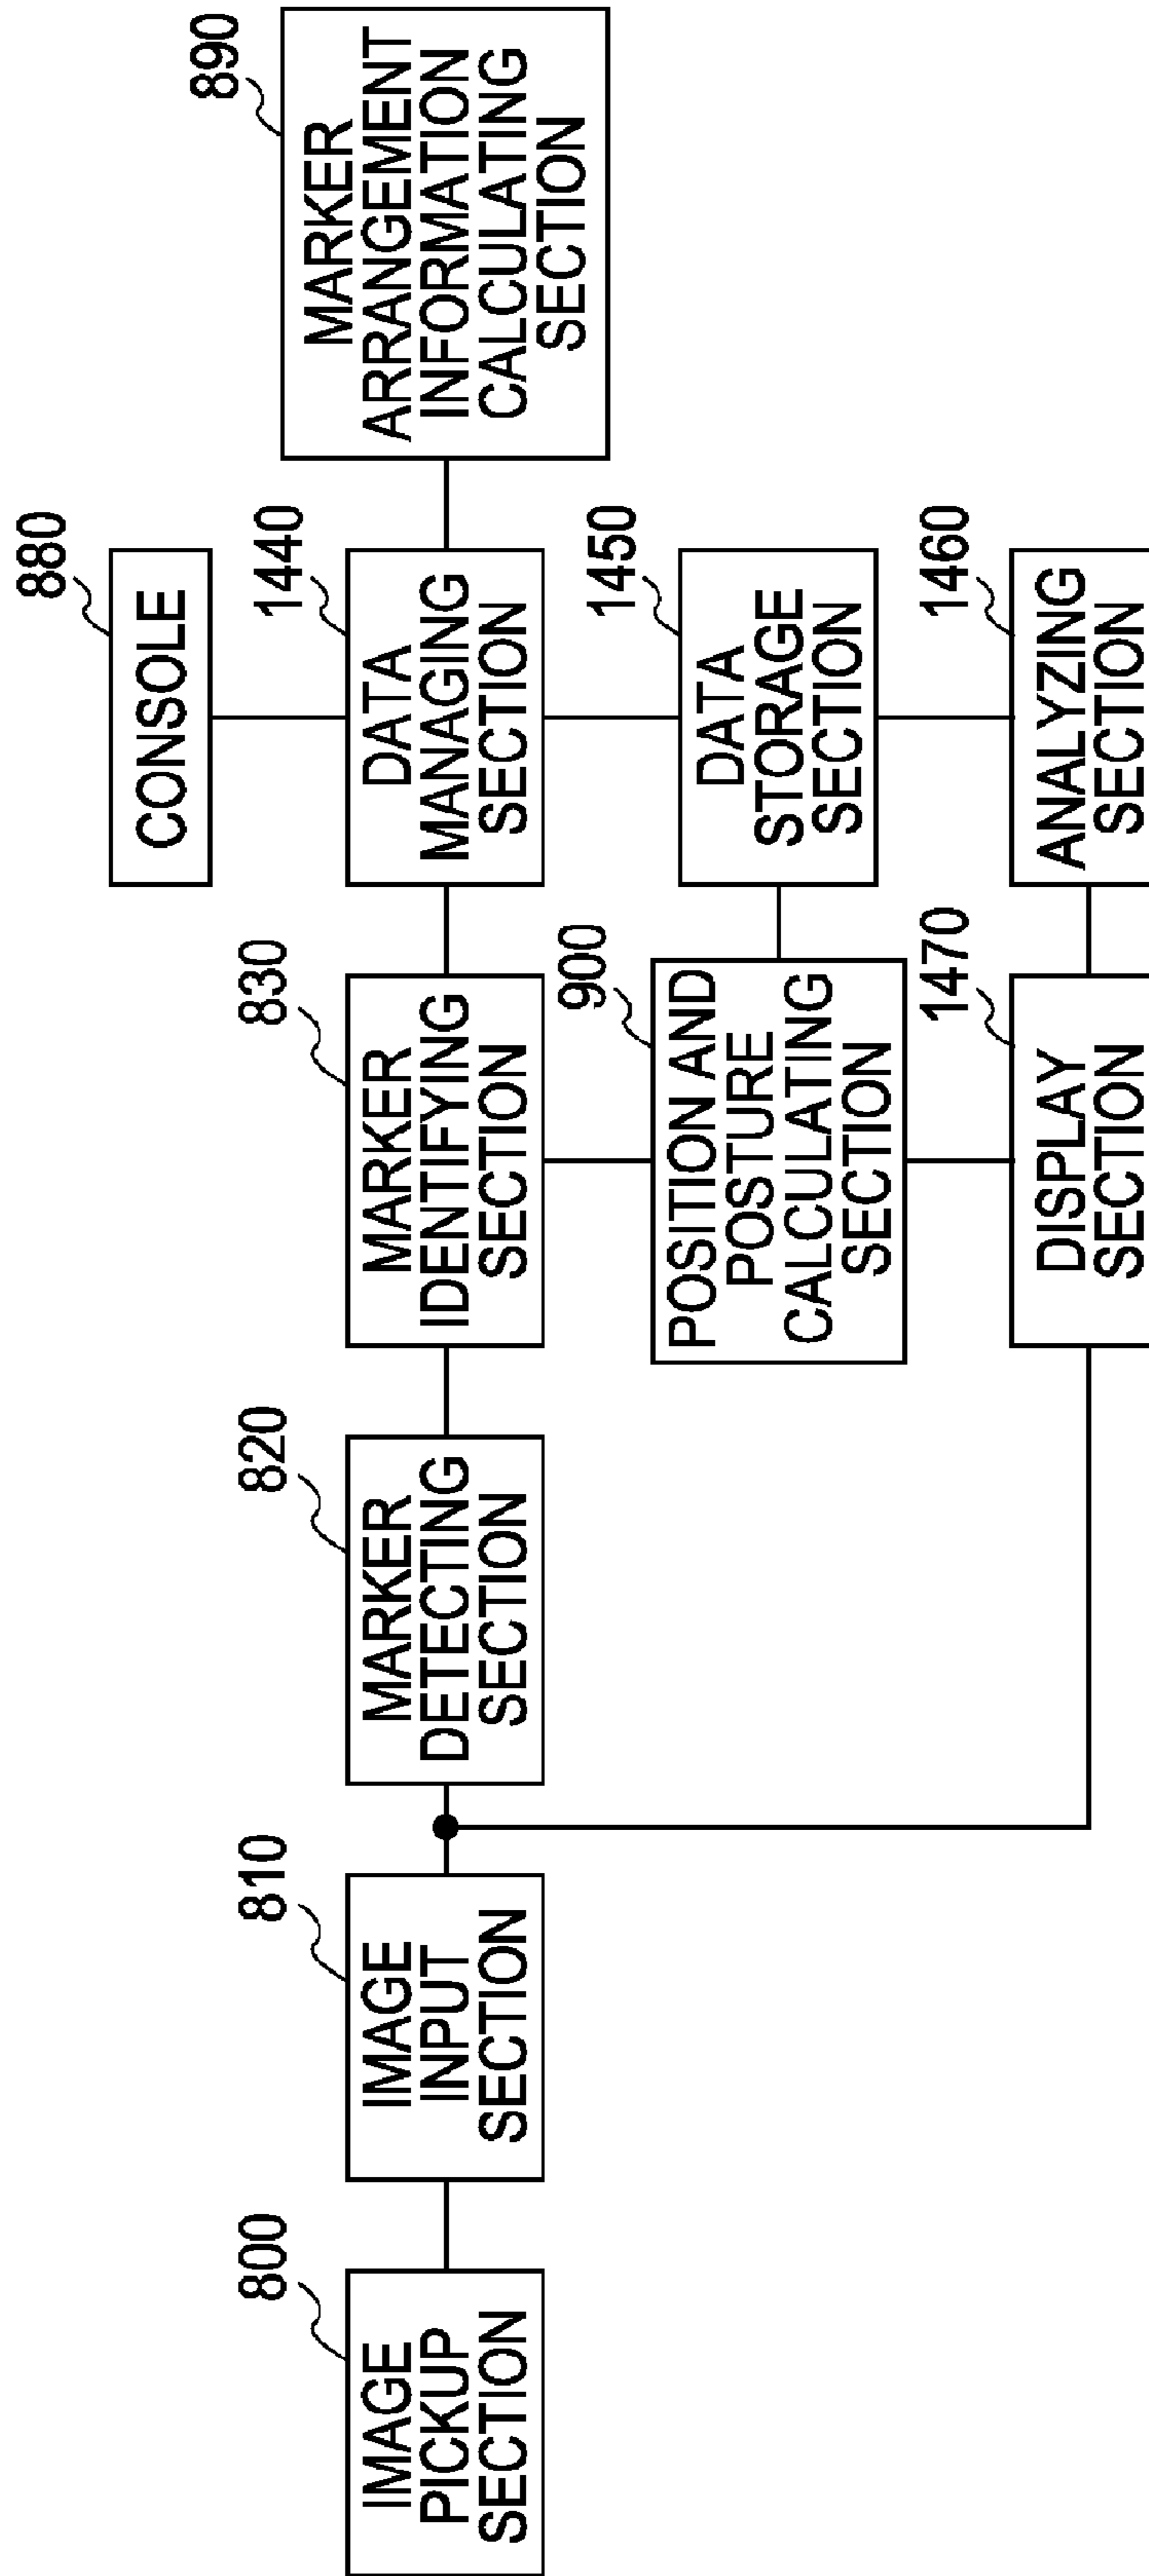 800
IMAGE
PICKUP
SECTION
810
IMAGE
INPUT
SECTION
820
MARKER
DETECTING
SECTION
830
MARKER
IDENTIFYING
SECTION
880
CONSOLE
1440
DATA
MANAGING
SECTION
890
MARKER
ARRANGEMENT
INFORMATION
CALCULATING
SECTION
900
POSITION AND
POSTURE
CALCULATING
SECTION
1450
DATA
STORAGE
SECTION
1470
DISPLAY
SECTION
1460
ANALYZING
SECTION